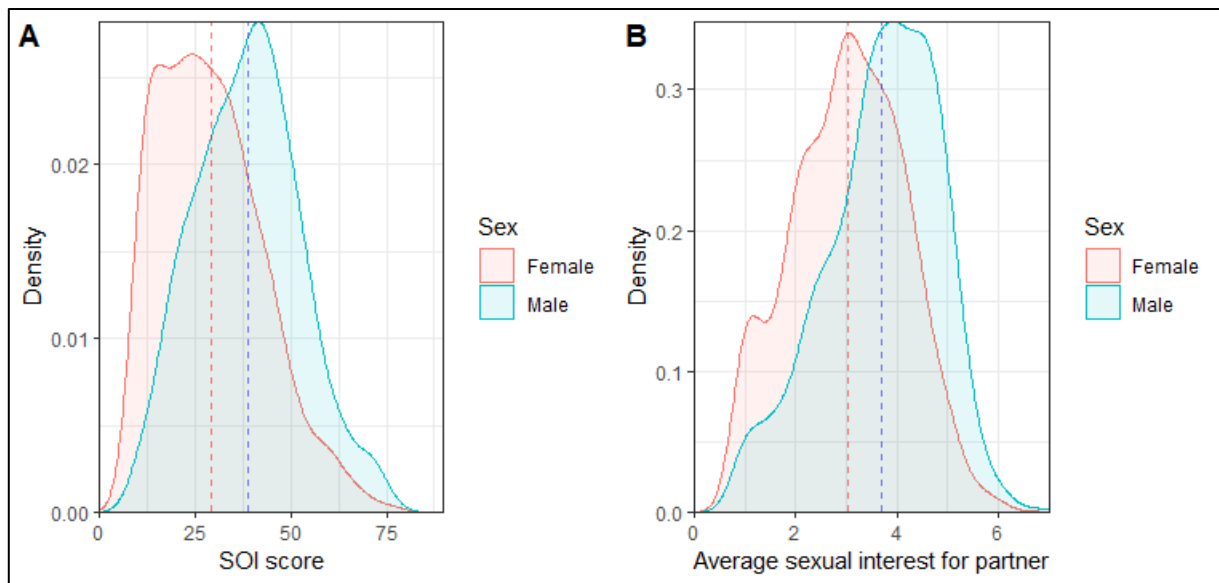 A
Density
0.02
0.01
0.00
0
25
50
75
SOI score
Sex
Female
Male
B
Density
0.3
0.2
0.1
0.0
0
2
4
6
Average sexual interest for partner
Sex
Female
Male